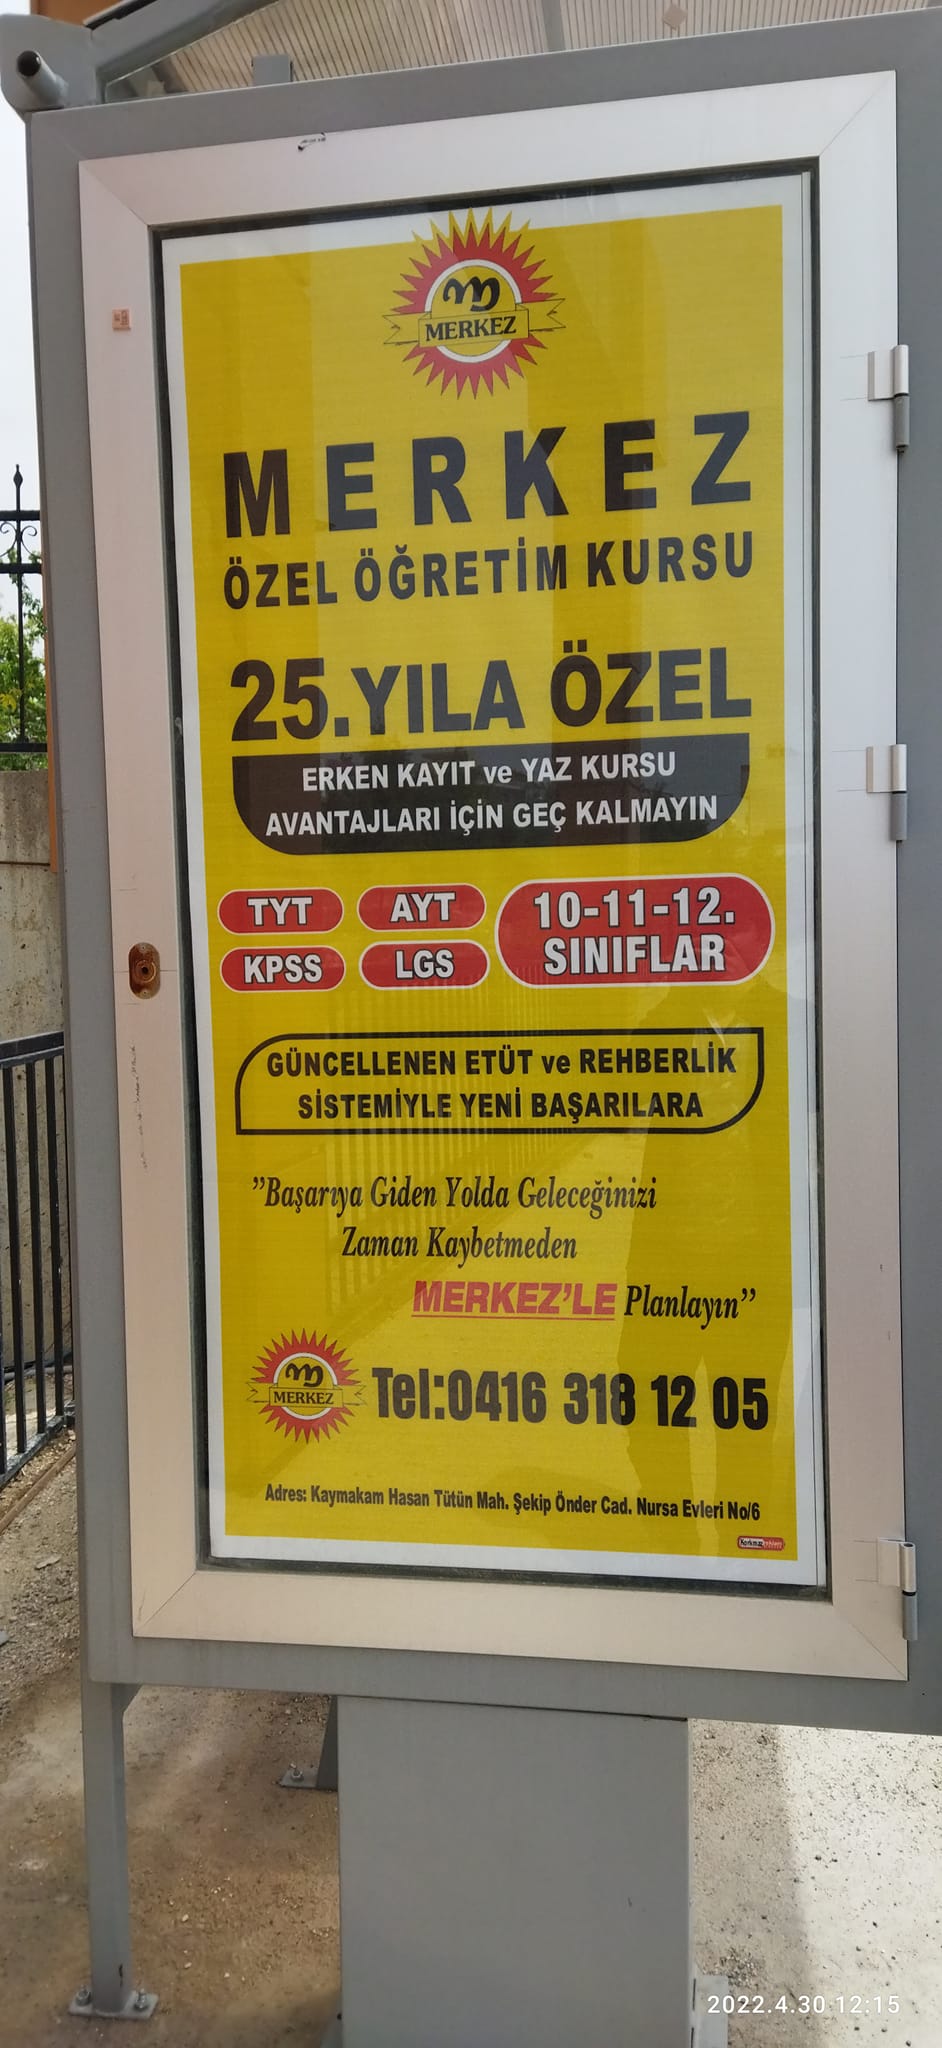 MERKEZ
MERKEZ
ÖZEL ÖĞRETİM KURSU
25.YILA ÖZEL
ERKEN KAYIT ve YAZ KURSU
AVANTAJLARI İÇİN GEÇ KALMAYIN
TYT AYT
KPSS LGS
10-11-12.
SINIFLAR
GÜNCELLENEN ETÜT ve REHBERLİK
SİSTEMİYLE YENİ BAŞARILARA
"Başarıya Giden Yolda Geleceğinizi
Zaman Kaybetmeden
MERKEZ'LE Planlayın"
MERKEZ
Tel:0416 318 12 05
Adres: Kaymakam Hasan Tütün Mah. Şekip Önder Cad. Nursa Evleri No/6
2022.4.30 12:15